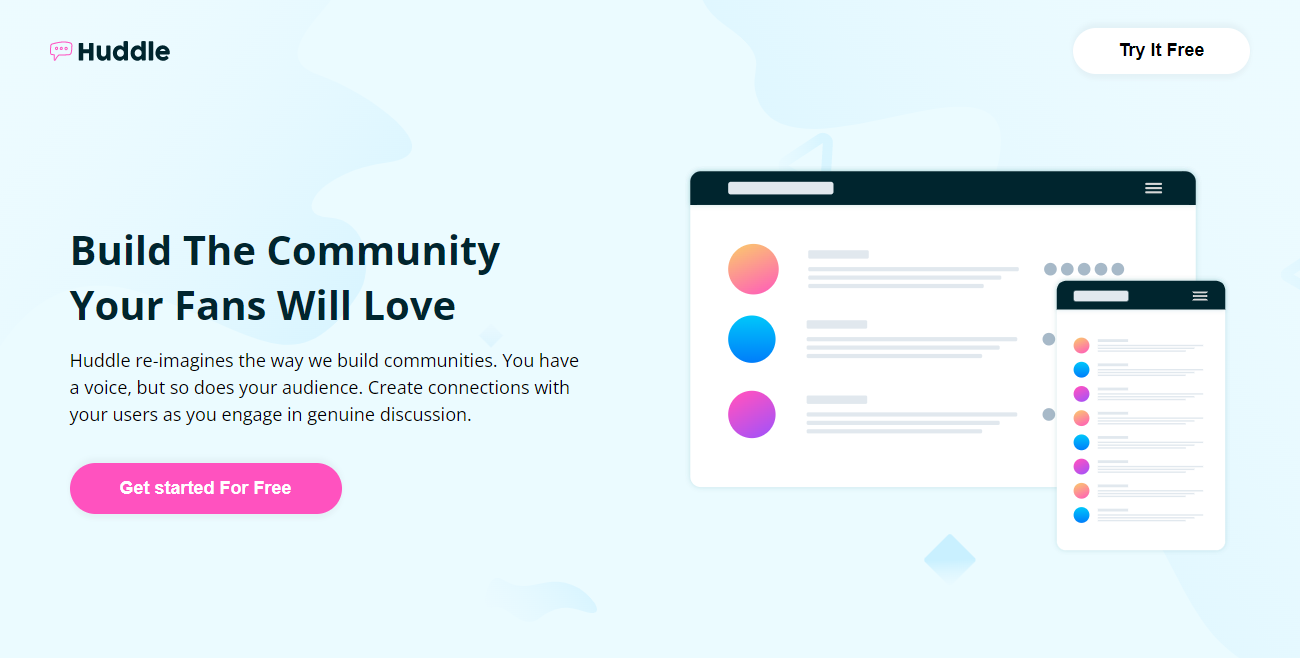 Huddle
Try It Free
Build The Community
Your Fans Will Love
Huddle re-imagines the way we build communities. You have
a voice, but so does your audience. Create connections with
your users as you engage in genuine discussion.
Get started For Free